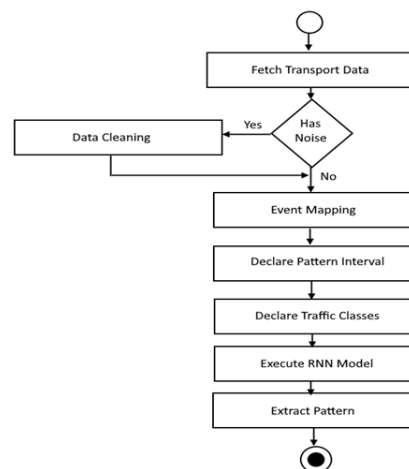 Fetch Transport Data
Has
Noise
Yes
Data Cleaning
No
Event Mapping
Declare Pattern Interval
Declare Traffic Classes
Execute RNN Model
Extract Pattern